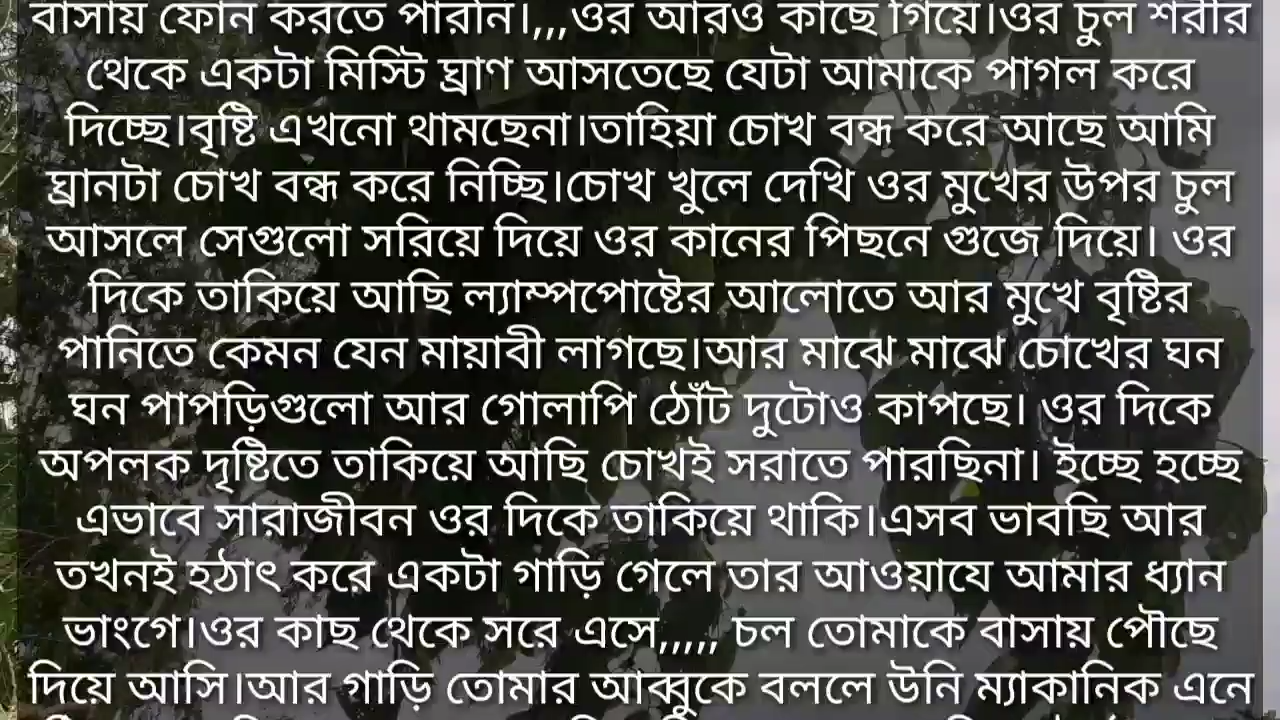 বাসায় ফোন করতে পারনি।,,,ওর আরও কাছে গিয়ে।ওর চুল শরীর
থেকে একটা মিস্টি ঘ্রাণ আসতেছে যেটা আমাকে পাগল করে
দিচ্ছে।বৃষ্টি এখনো থামছেনা।তাহিয়া চোখ বন্ধ করে আছে আমি
ঘ্রানটা চোখ বন্ধ করে নিচ্ছি।চোখ খুলে দেখি ওর মুখের উপর চুল
আসলে সেগুলো সরিয়ে দিয়ে ওর কানের পিছনে গুজে দিয়ে। ওর
দিকে তাকিয়ে আছি ল্যাম্পপোষ্টের আলোতে আর মুখে বৃষ্টির
পানিতে কেমন যেন মায়াবী লাগছে।আর মাঝে মাঝে চোখের ঘন
ঘন পাপড়িগুলো আর গোলাপি ঠোঁট দুটোও কাপছে। ওর দিকে
অপলক দৃষ্টিতে তাকিয়ে আছি চোখই সরাতে পারছিনা। ইচ্ছে হচ্ছে
এভাবে সারাজীবন ওর দিকে তাকিয়ে থাকি।এসব ভাবছি আর
তখনই হঠাৎ করে একটা গাড়ি গেলে তার আওয়াযে আমার ধ্যান
ভাংগে।ওর কাছ থেকে সরে এসে,,,,, চল তোমাকে বাসায় পৌছে
দিয়ে আসি।আর গাড়ি তোমার আব্বুকে বললে উনি ম্যাকানিক এনে